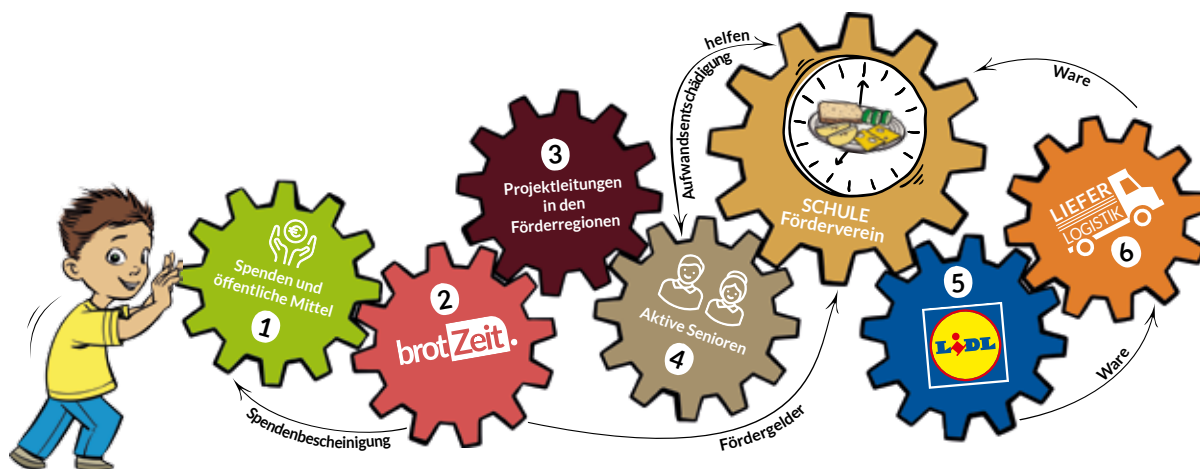 1
Spenden und
öffentliche Mittel
Spendenbescheinigung
2
brotZeit.
Fördergelder
3
Projektleitungen
in den
Förderregionen
4
Aktive Senioren
helfen
Aufwandsentschädigung
SCHULE
Förderverein
5
LIDL
Ware
6
LIEFER
LOGISTIK
Ware
€